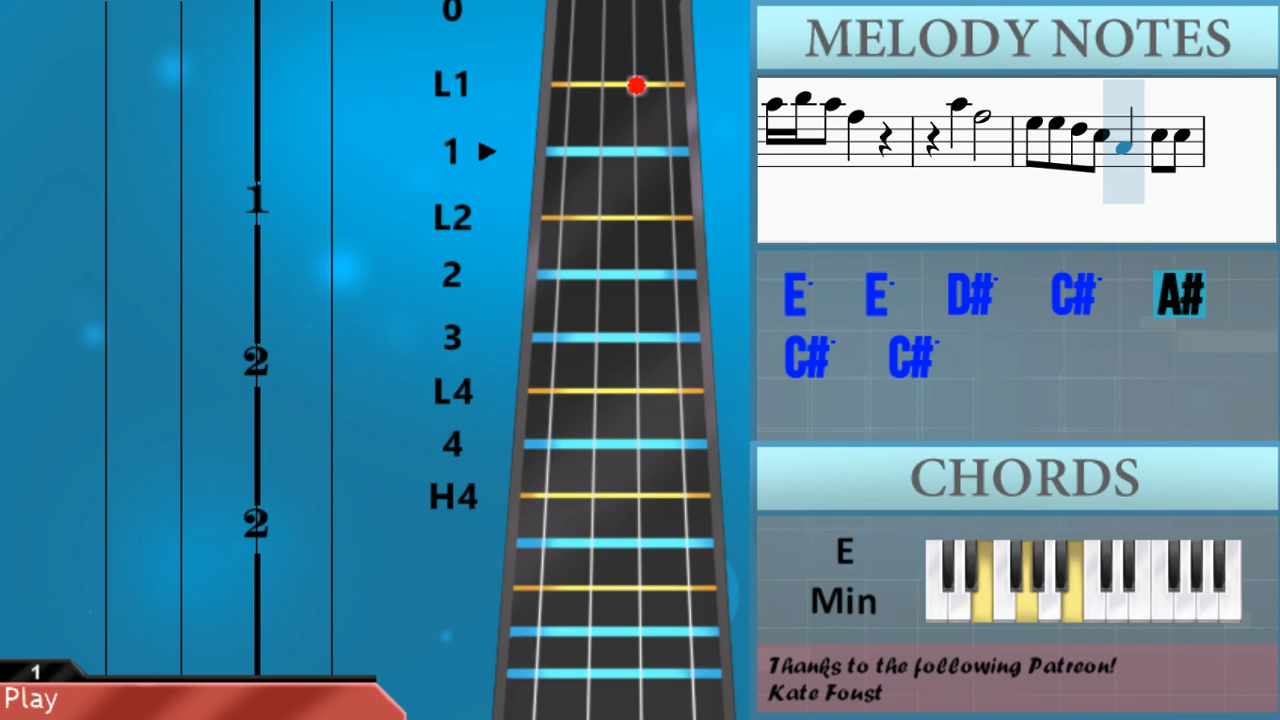 0
L1
1
L2
2
3
L4
4
H4
1
2
2
1
Play
MELODY NOTES
E- E- D#- C#- A#
C#- C#-
CHORDS
E
Min
Thanks to the following Patreon!
Kate Foust